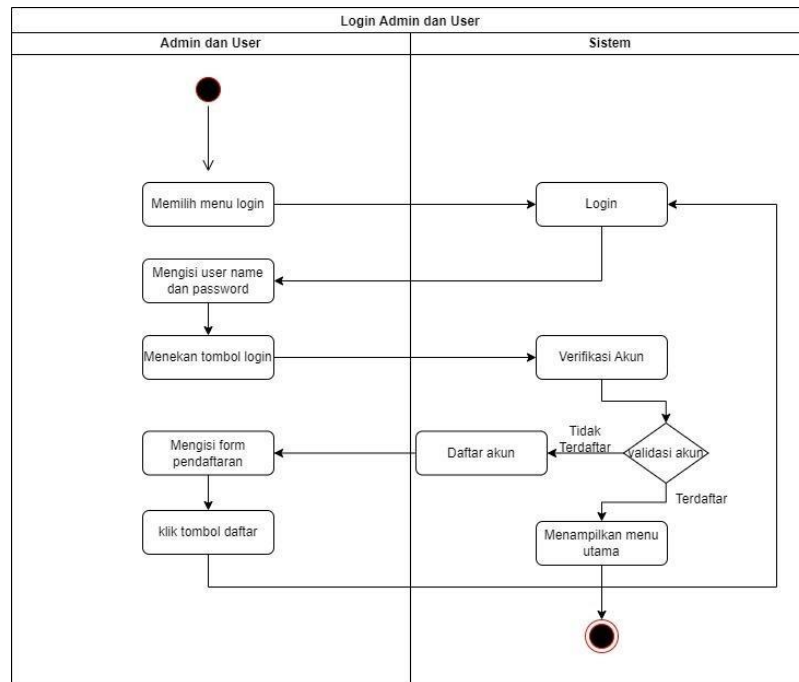 Login Admin dan User
Admin dan User
Sistem
Memilih menu login
Login
Mengisi user name
dan password
Menekan tombol login
Verifikasi Akun
Mengisi form
pendaftaran
Daftar akun
Tidak
Terdaftar
validasi akun
Terdaftar
klik tombol daftar
Menampilkan menu
utama